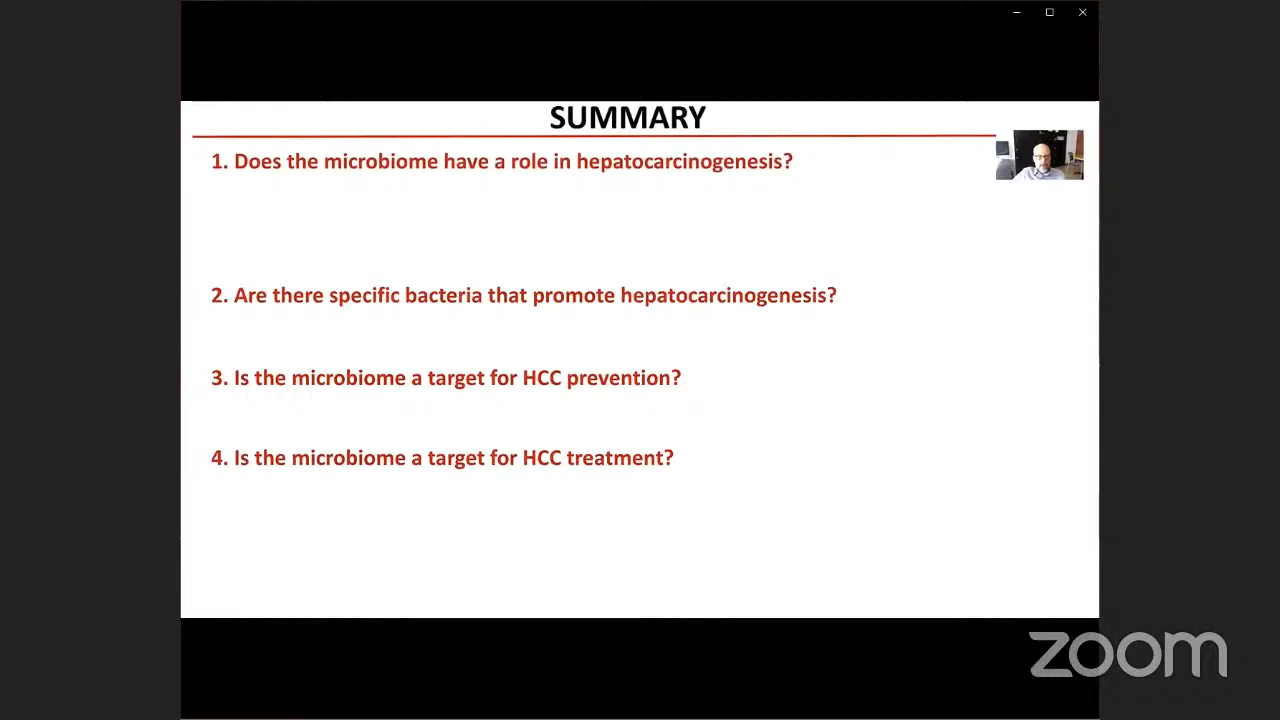 SUMMARY
1. Does the microbiome have a role in hepatocarcinogenesis?
2. Are there specific bacteria that promote hepatocarcinogenesis?
3. Is the microbiome a target for HCC prevention?
4. Is the microbiome a target for HCC treatment?
zoom